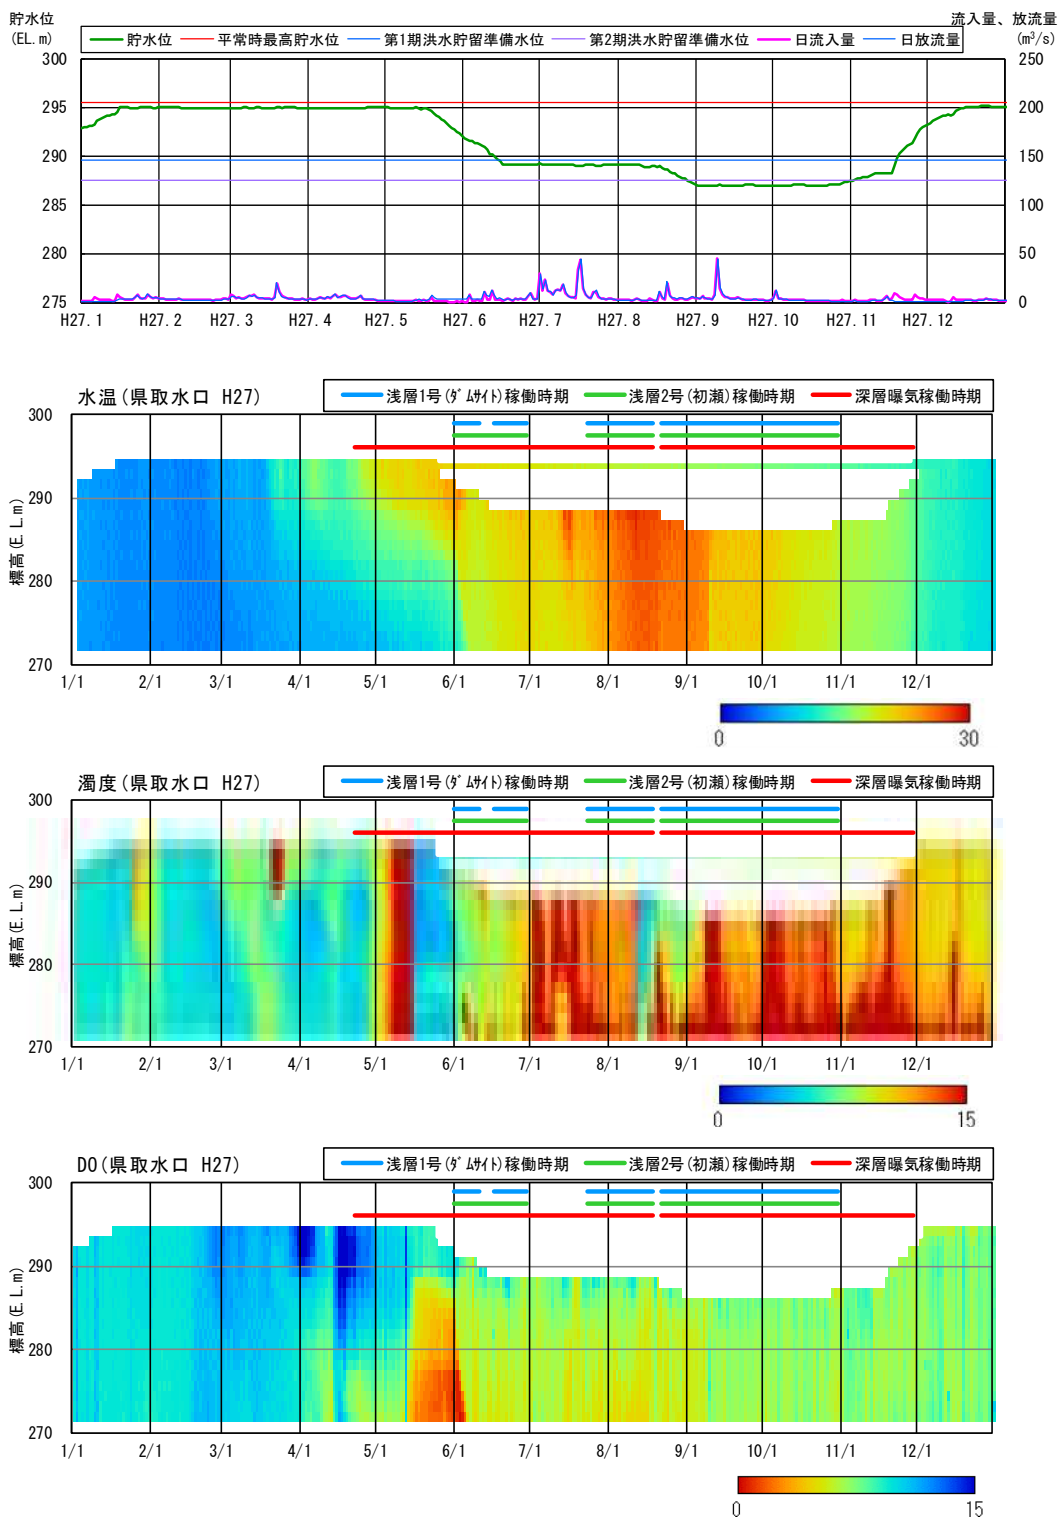 貯水位
(EL.m)
流入量、放流量
(m³/s)
貯水位 平常時最高貯水位 第1期洪水貯留準備水位 第2期洪水貯留準備水位 日流入量 日放流量
300 250
295 200
290 150
285 100
280 50
275 0
H27.1 H27.2 H27.3 H27.4 H27.5 H27.6 H27.7 H27.8 H27.9 H27.10 H27.11 H27.12
水温(県取水口 H27)
浅層1号(ダムサイト)稼働時期 浅層2号(初瀬)稼働時期 深層曝気稼働時期
標高(E.L.m)
300
290
280
270
1/1 2/1 3/1 4/1 5/1 6/1 7/1 8/1 9/1 10/1 11/1 12/1
0 30
濁度(県取水口 H27)
浅層1号(ダムサイト)稼働時期 浅層2号(初瀬)稼働時期 深層曝気稼働時期
標高(E.L.m)
300
290
280
270
1/1 2/1 3/1 4/1 5/1 6/1 7/1 8/1 9/1 10/1 11/1 12/1
0 15
DO(県取水口 H27)
浅層1号(ダムサイト)稼働時期 浅層2号(初瀬)稼働時期 深層曝気稼働時期
標高(E.L.m)
300
290
280
270
1/1 2/1 3/1 4/1 5/1 6/1 7/1 8/1 9/1 10/1 11/1 12/1
0 15